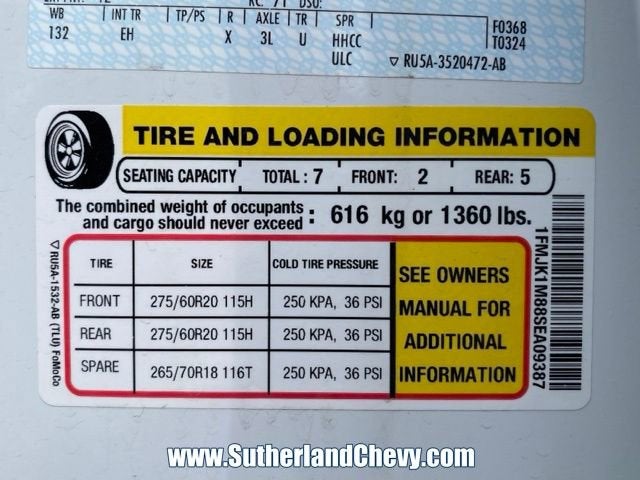 WB INT TR TP/PS R AXLE TR SPR
132 EH X 3L U HHCC
ULC
F0368
T0324
▽ RU5A-3520472-AB
TIRE AND LOADING INFORMATION
SEATING CAPACITY TOTAL : 7 FRONT: 2 REAR: 5
The combined weight of occupants
and cargo should never exceed : 616 kg or 1360 lbs.
TIRE SIZE COLD TIRE PRESSURE
FRONT 275/60R20 115H 250 KPA, 36 PSI
REAR 275/60R20 115H 250 KPA, 36 PSI
SPARE 265/70R18 116T 250 KPA, 36 PSI
SEE OWNERS
MANUAL FOR
ADDITIONAL
INFORMATION
▽RU5A-1532-AB (TLU) FoMoCo
1FMJK1M88SEA09387
www.SutherlandChevy.com